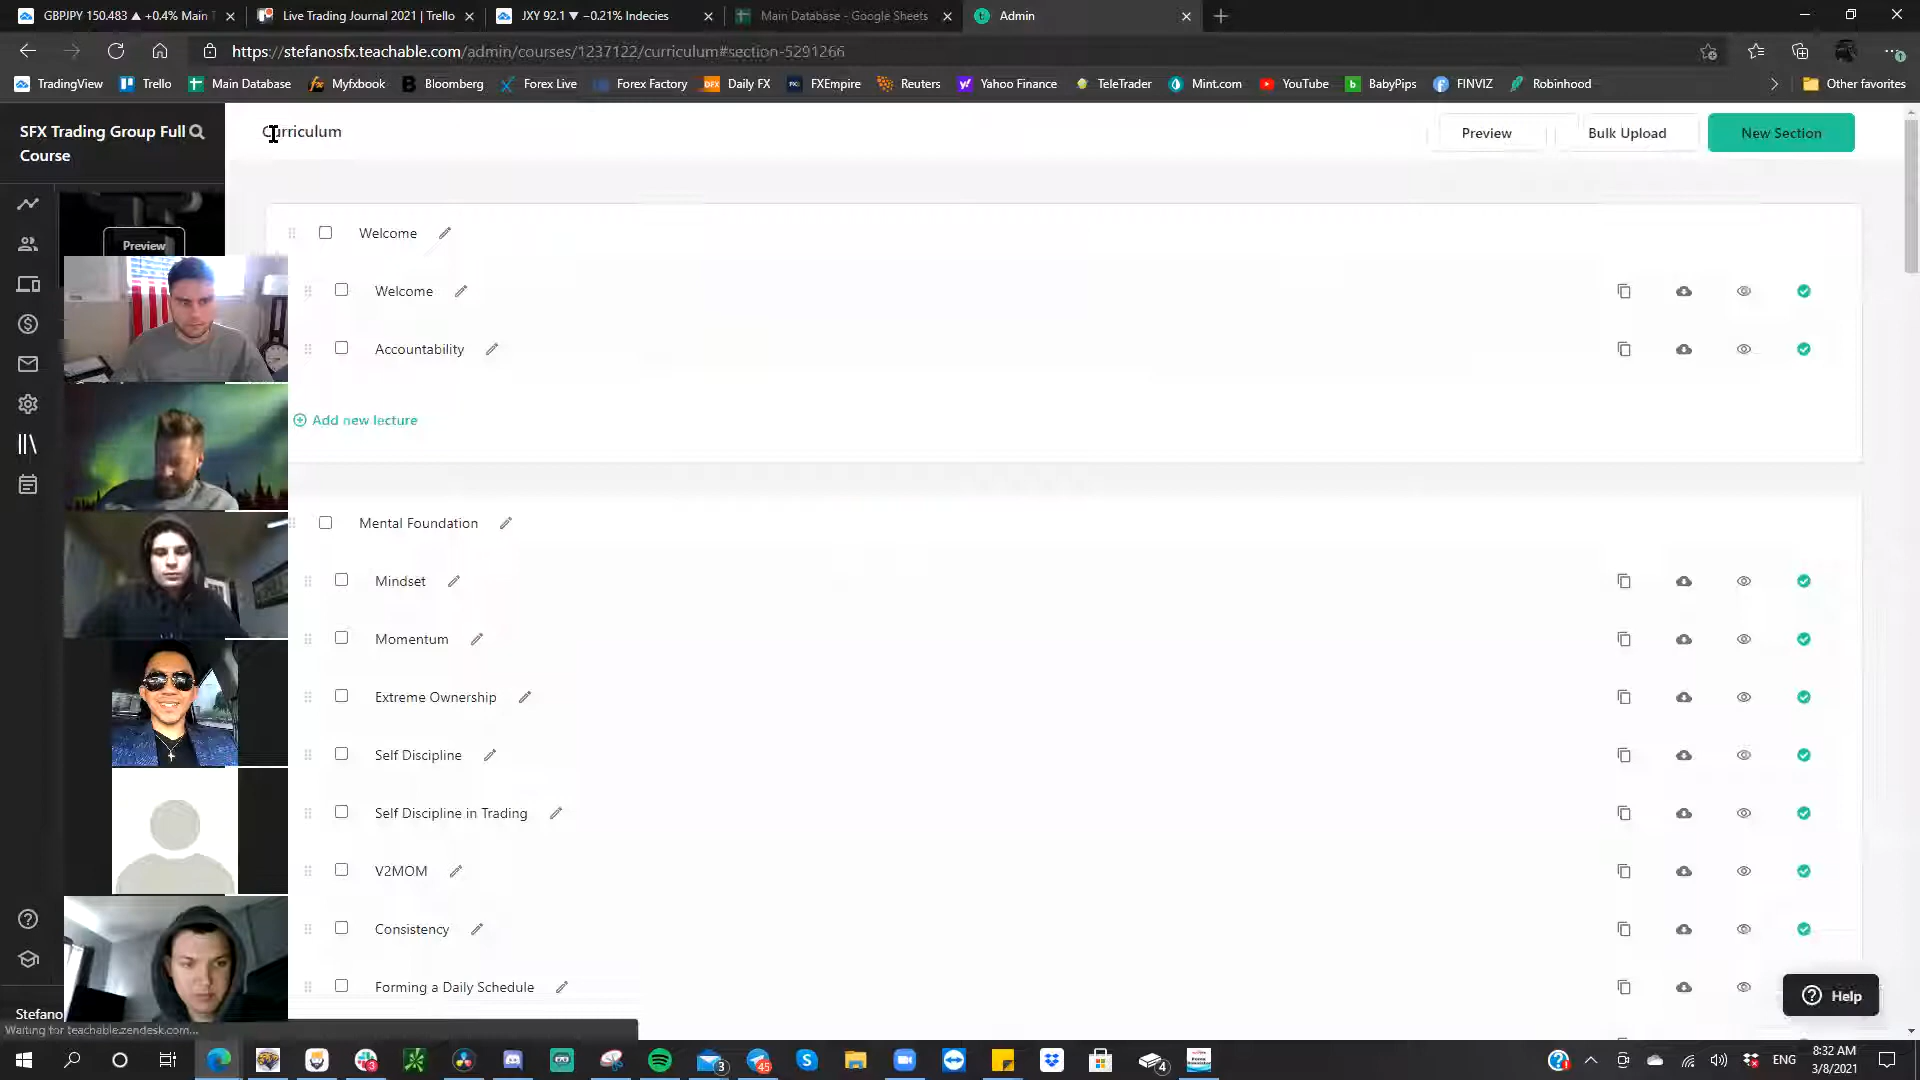 GBPJPY 150.483 ▲ +0.4% Main T
Live Trading Journal 2021 | Trello
JXY 92.1 ▼ −0.21% Indecies
Main Database - Google Sheets
Admin
https://stefanosfx.teachable.com/admin/courses/1237122/curriculum#section-5291266
TradingView
Trello
Main Database
Myfxbook
Bloomberg
Forex Live
Forex Factory
Daily FX
FXEmpire
Reuters
Yahoo Finance
TeleTrader
Mint.com
YouTube
BabyPips
FINVIZ
Robinhood
Other favorites
SFX Trading Group Full
Course
Curriculum
Preview
Bulk Upload
New Section
Preview
Welcome
Welcome
Accountability
Add new lecture
Mental Foundation
Mindset
Momentum
Extreme Ownership
Self Discipline
Self Discipline in Trading
V2MOM
Consistency
Forming a Daily Schedule
Help
Stefano
Waiting for teachable.zendesk.com...
3
3
45
4
ENG
8:32 AM
3/8/2021